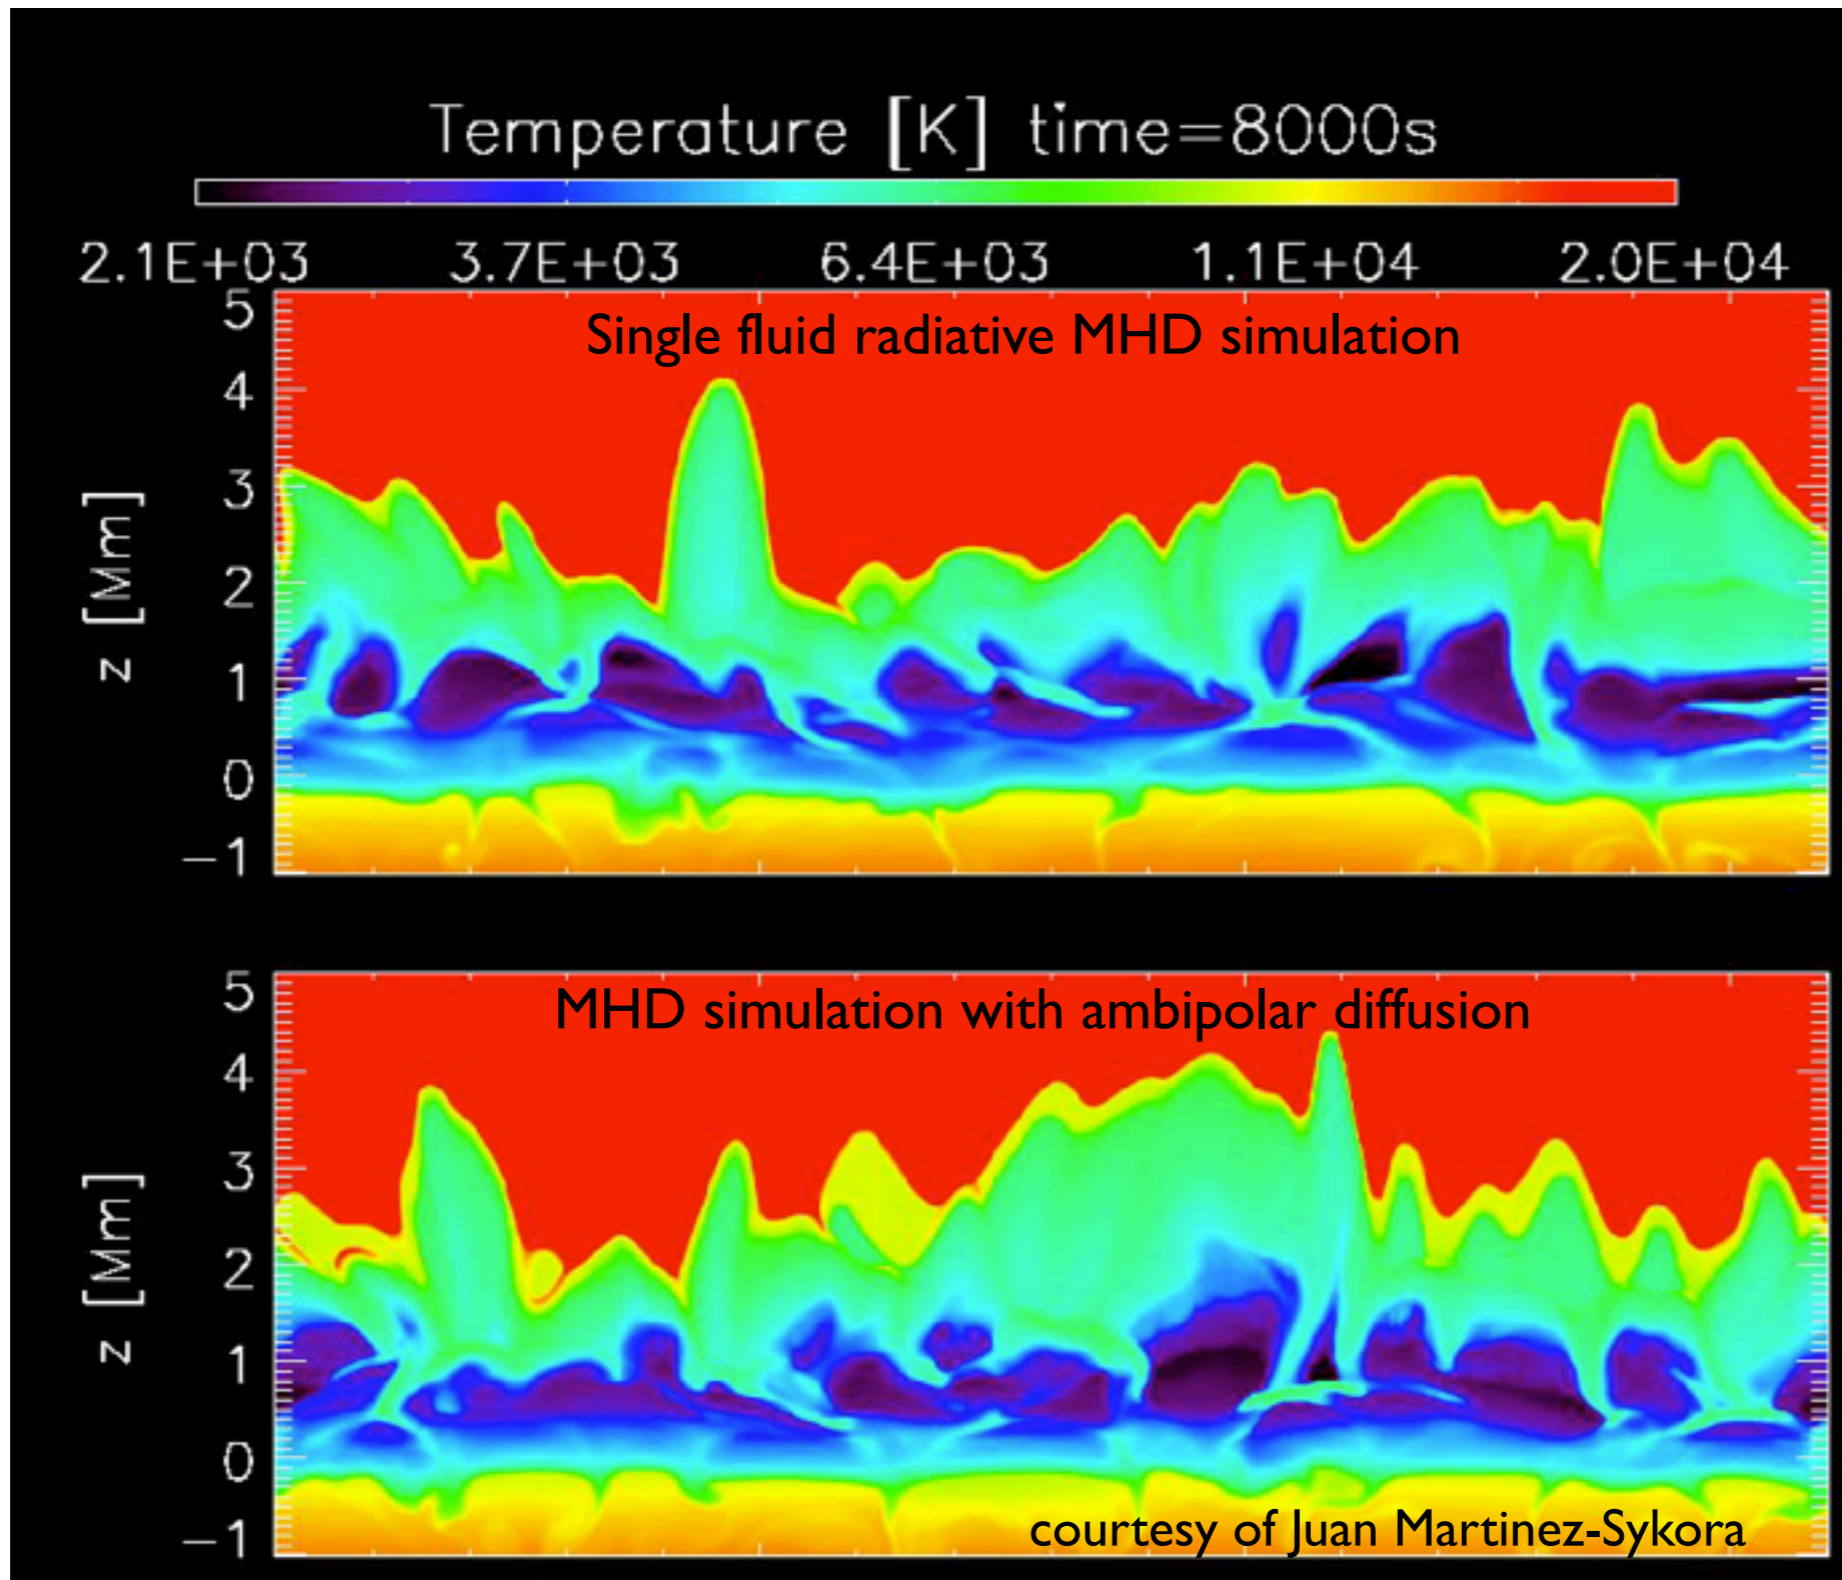 Temperature [K] time=8000s
2.1E+03 3.7E+03 6.4E+03 1.1E+04 2.0E+04
Single fluid radiative MHD simulation
5
4
3
2
1
0
−1
z [Mm]
MHD simulation with ambipolar diffusion
5
4
3
2
1
0
−1
z [Mm]
courtesy of Juan Martinez-Sykora